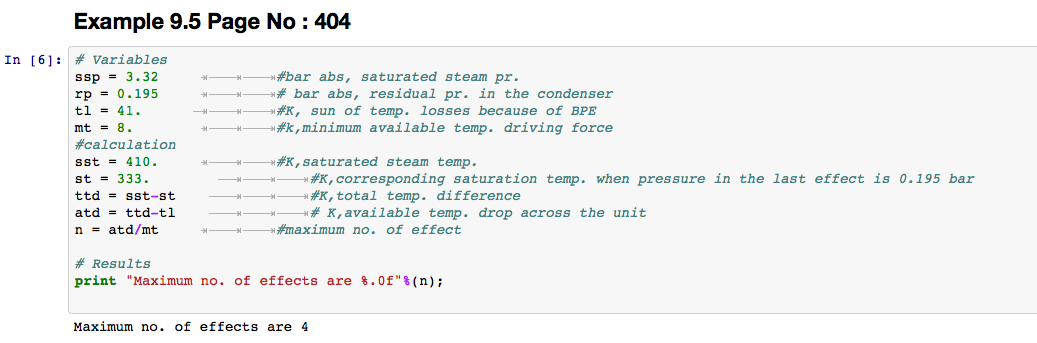 Example 9.5 Page No : 404
In [6]: # Variables
ssp = 3.32 #bar abs, saturated steam pr.
rp = 0.195 # bar abs, residual pr. in the condenser
tl = 41. #K, sun of temp. losses because of BPE
mt = 8. #k,minimum available temp. driving force
#calculation
sst = 410. #K,saturated steam temp.
st = 333. #K,corresponding saturation temp. when pressure in the last effect is 0.195 bar
ttd = sst-st #K,total temp. difference
atd = ttd-tl # K,available temp. drop across the unit
n = atd/mt #maximum no. of effect
# Results
print "Maximum no. of effects are %.0f"%(n);
Maximum no. of effects are 4